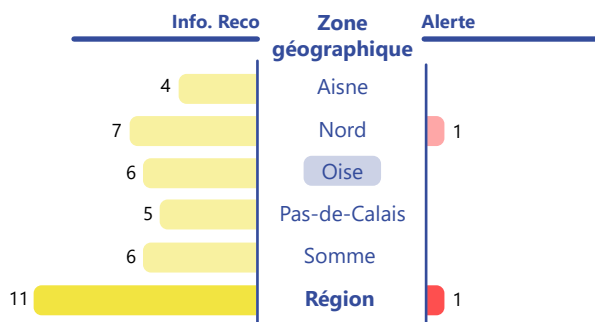 Info. Reco Zone géographique Alerte
4 Aisne
7 Nord 1
6 Oise
5 Pas-de-Calais
6 Somme
11 Région 1